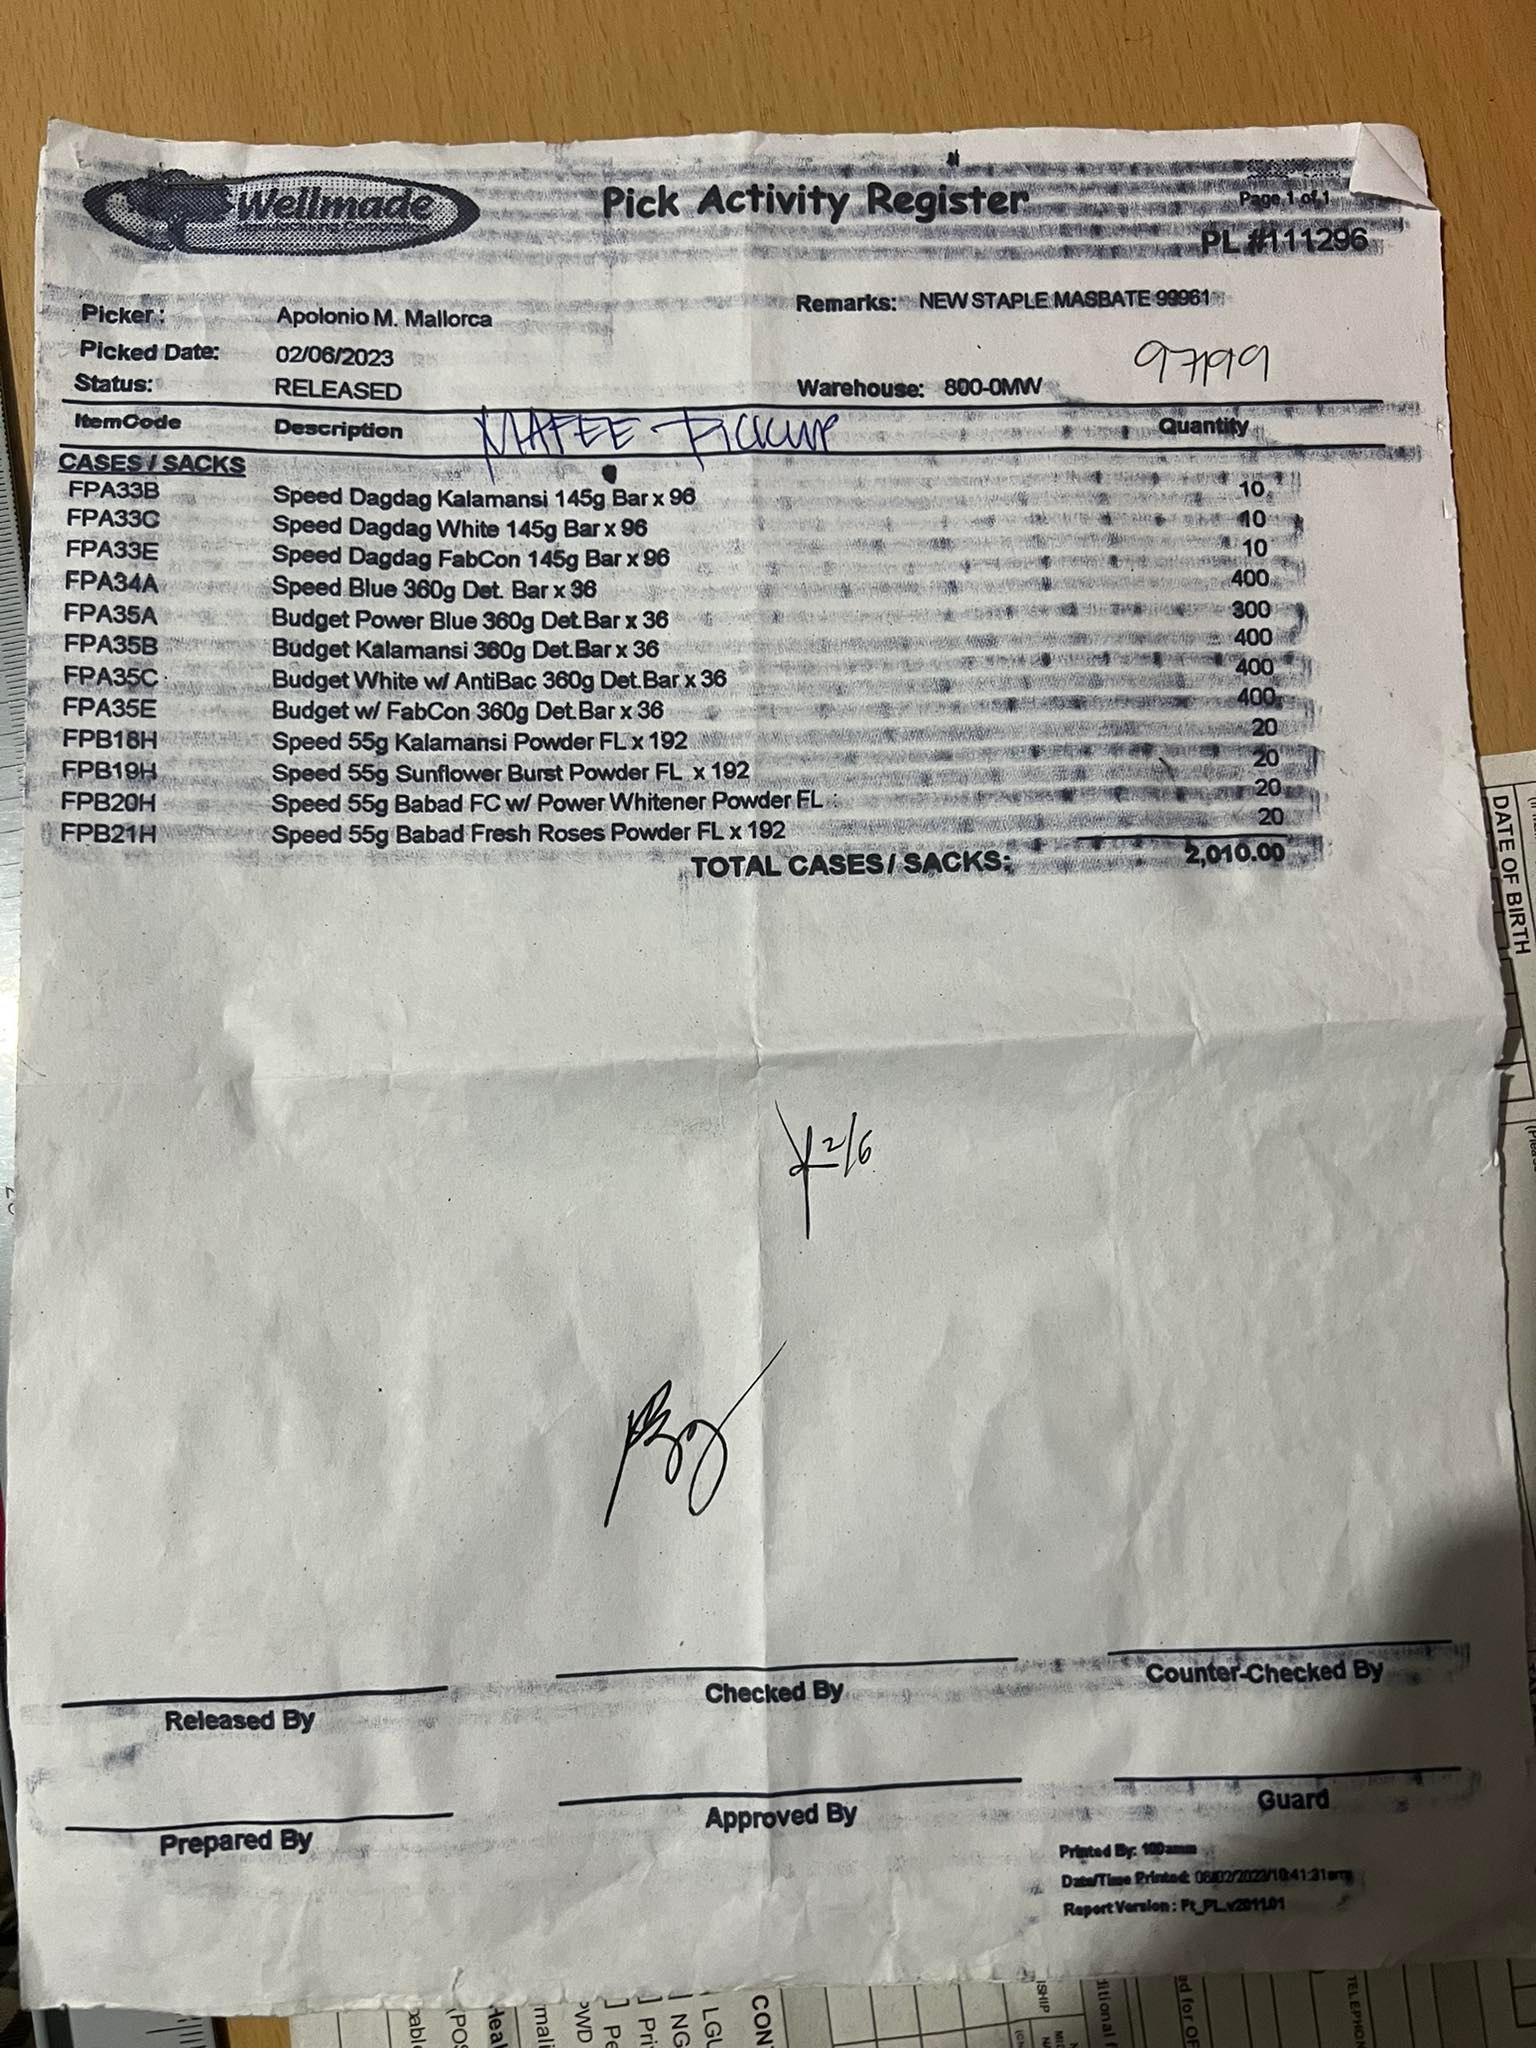 Wellmade
Manufacturing Corporation
Pick Activity Register
Page 1 of 1
PL #111296
Picker : Apolonio M. Mallorca
Remarks: NEW STAPLE MASBATE 99961
Picked Date: 02/06/2023
97199
Status: RELEASED
Warehouse: 800-0MW
ItemCode Description MAFEE PICKUP Quantity
CASES / SACKS
FPA33B Speed Dagdag Kalamansi 145g Bar x 96 10
FPA33C Speed Dagdag White 145g Bar x 96 10
FPA33E Speed Dagdag FabCon 145g Bar x 96 10
FPA34A Speed Blue 360g Det. Bar x 36 400
FPA35A Budget Power Blue 360g Det.Bar x 36 300
FPA35B Budget Kalamansi 360g Det.Bar x 36 400
FPA35C Budget White w/ AntiBac 360g Det.Bar x 36 400
FPA35E Budget w/ FabCon 360g Det.Bar x 36 400
FPB18H Speed 55g Kalamansi Powder FL x 192 20
FPB19H Speed 55g Sunflower Burst Powder FL x 192 20
FPB20H Speed 55g Babad FC w/ Power Whitener Powder FL 20
FPB21H Speed 55g Babad Fresh Roses Powder FL x 192 20
TOTAL CASES / SACKS: 2,010.00
2/6
Released By
Checked By
Counter-Checked By
Prepared By
Approved By
Guard
Printed By:
Date/Time Printed: 06/02/2023/10:41:31am
Report Version : Pt_PL.v2011.01
DATE OF BIRTH
CON
LGU
NG